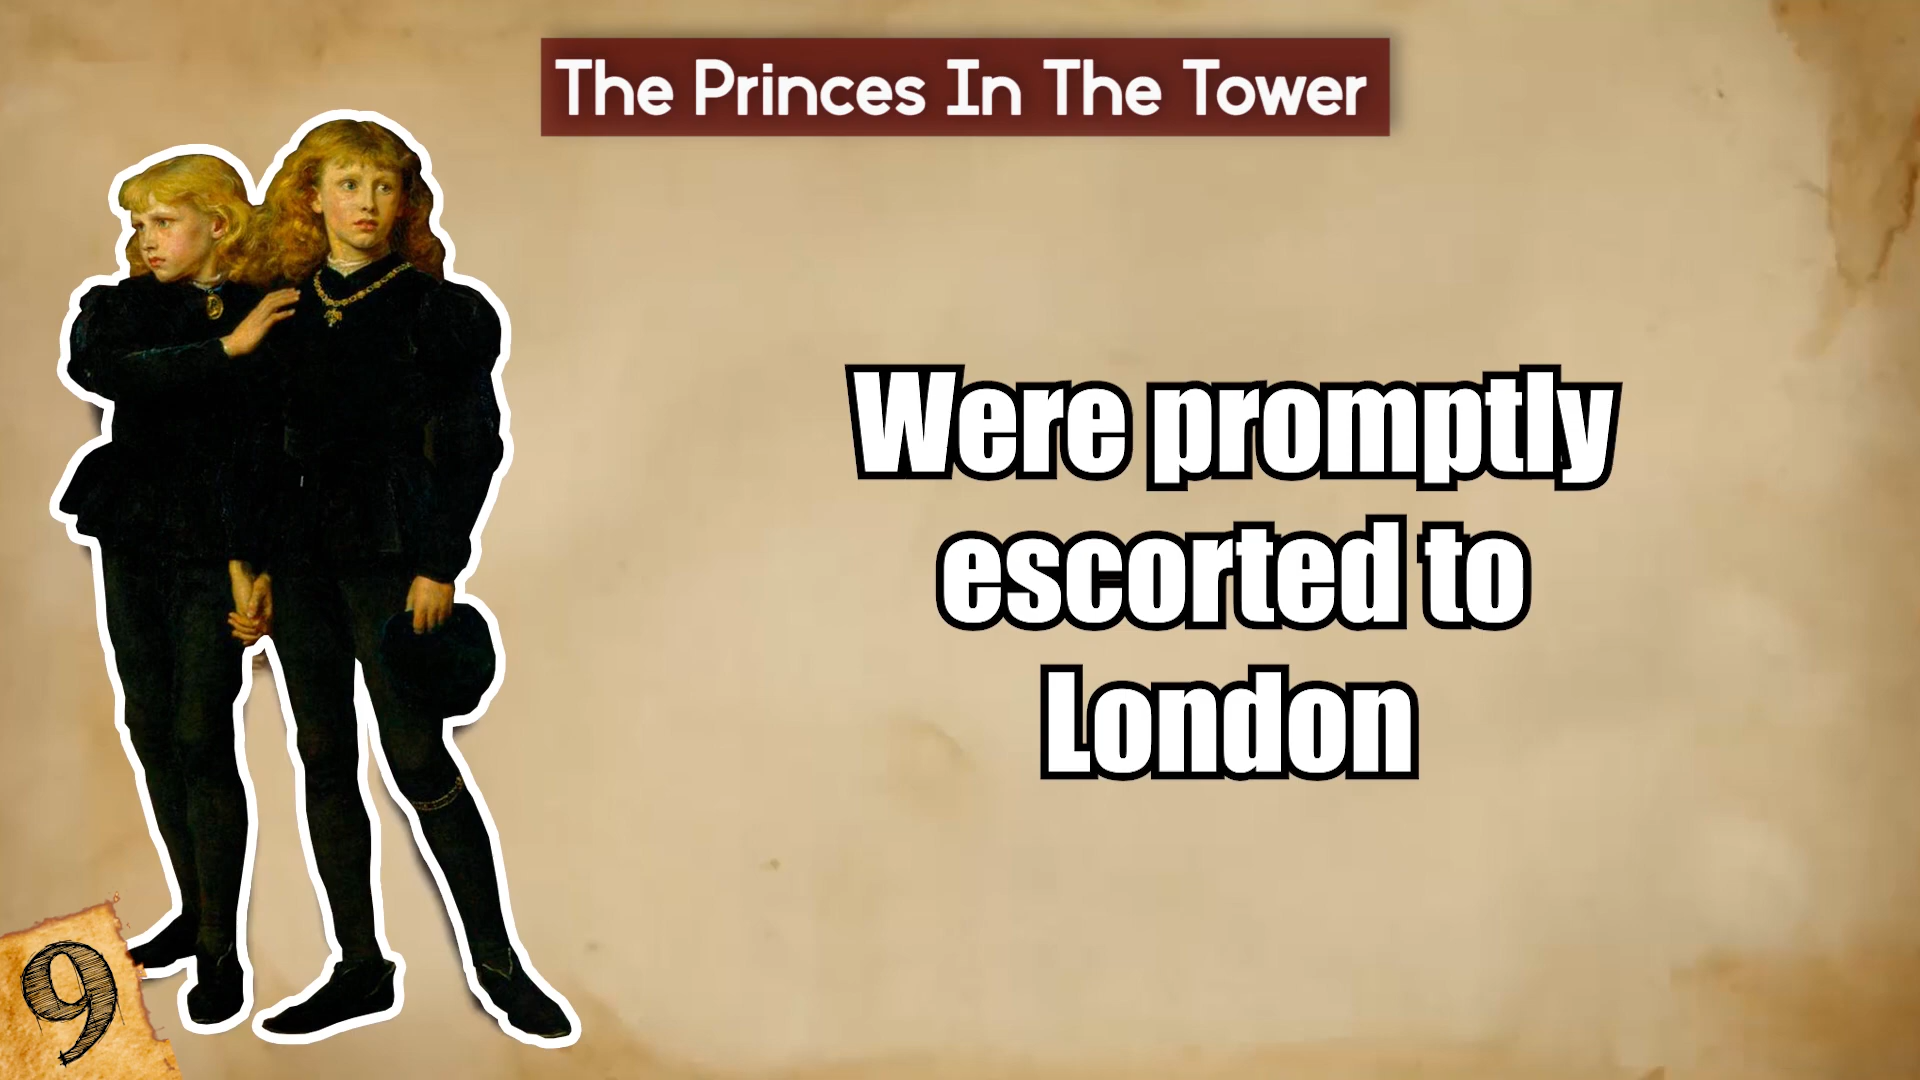 The Princes In The Tower
Were promptly
escorted to
London
9